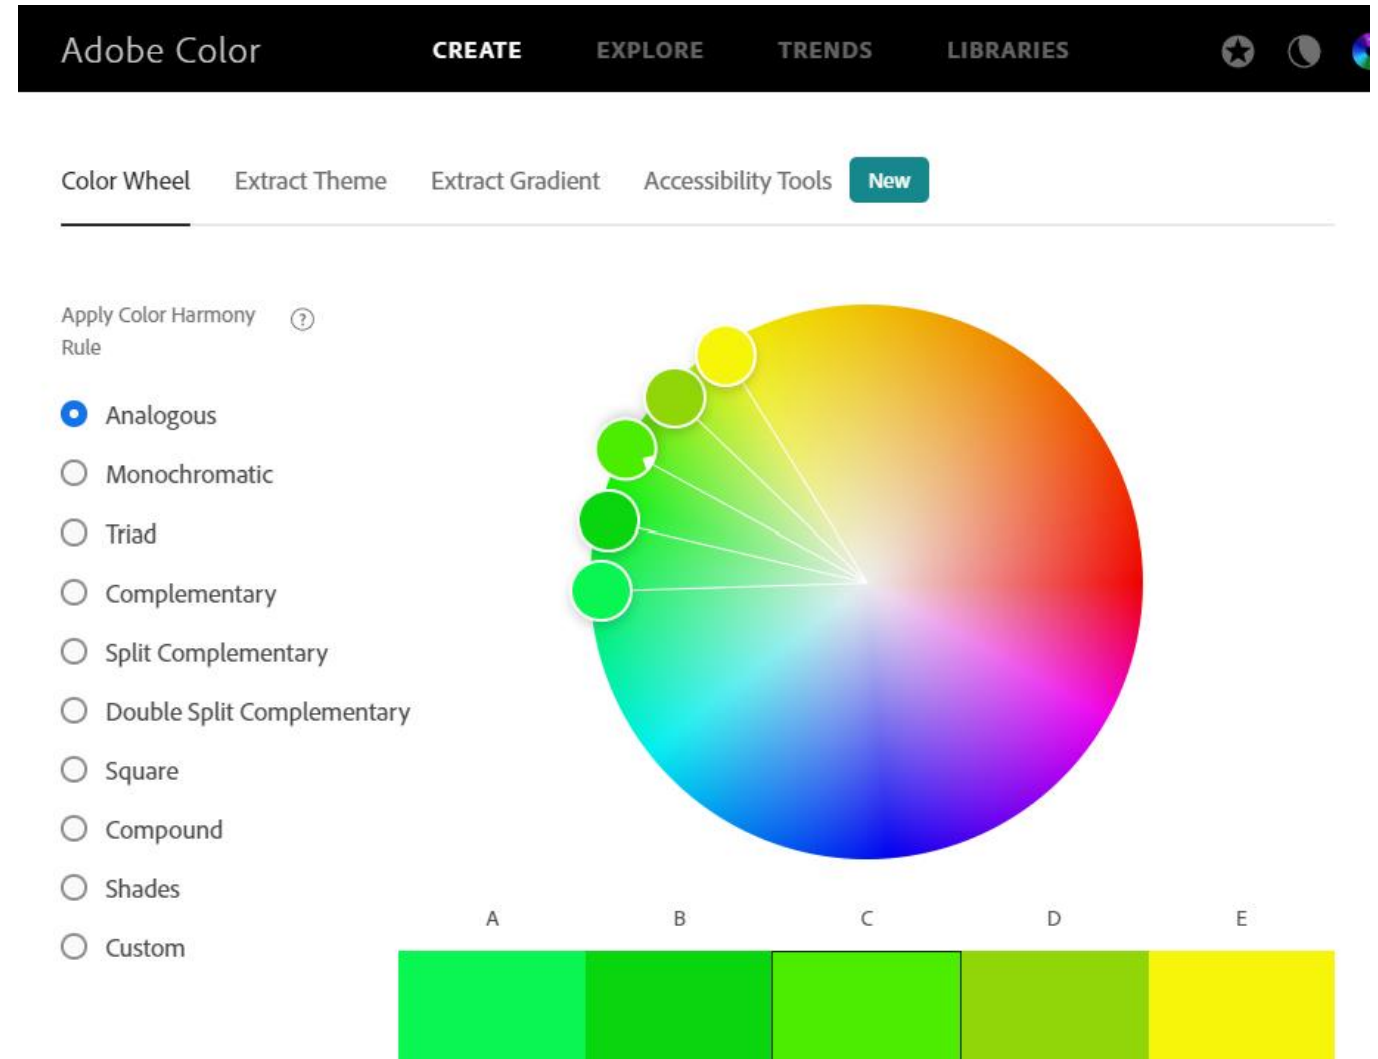 Adobe Color CREATE EXPLORE TRENDS LIBRARIES
Color Wheel Extract Theme Extract Gradient Accessibility Tools New
Apply Color Harmony ?
Rule
Analogous
Monochromatic
Triad
Complementary
Split Complementary
Double Split Complementary
Square
Compound
Shades
Custom
A B C D E